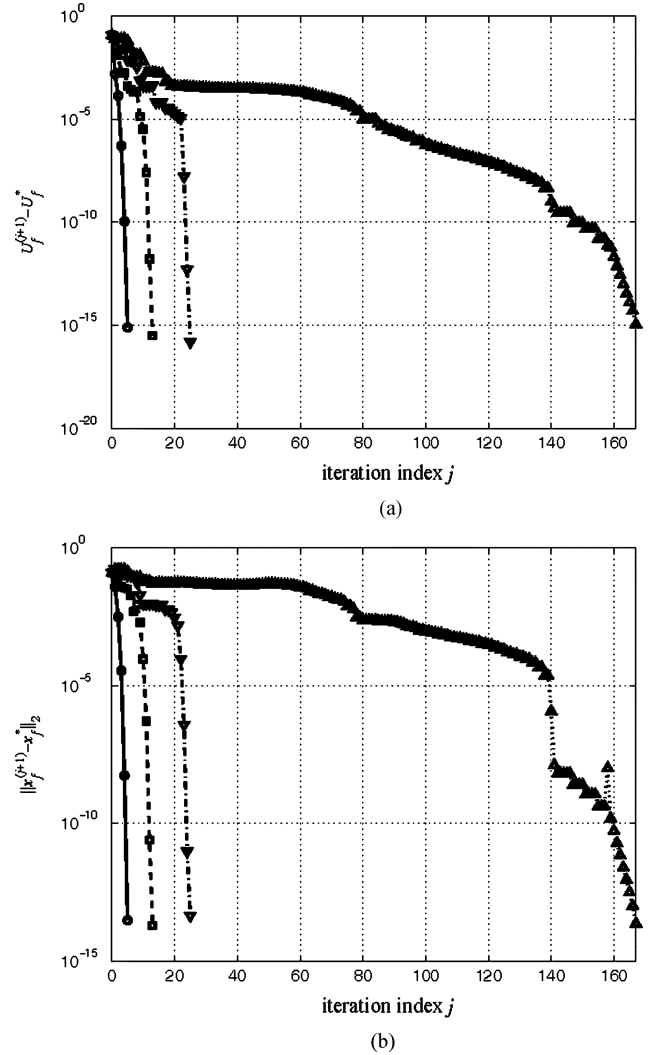 10^0
10^-5
10^-10
10^-15
10^-20
U_f^(j+1) - U_f^*
0 20 40 60 80 100 120 140 160
iteration index j
(a)
10^0
10^-5
10^-10
10^-15
||x_f^(j+1) - x_f^*||_2
0 20 40 60 80 100 120 140 160
iteration index j
(b)